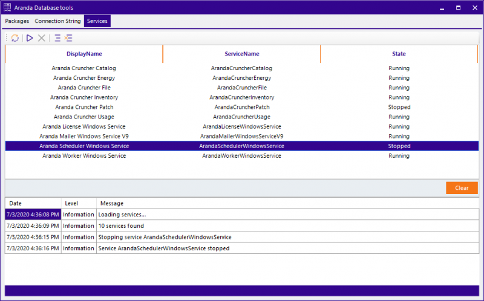 Aranda Database tools
Packages Connection String Services
DisplayName ServiceName State
Aranda Cruncher Catalog ArandaCruncherCatalog Running
Aranda Cruncher Energy ArandaCruncherEnergy Running
Aranda Cruncher File ArandaCruncherFile Running
Aranda Cruncher Inventory ArandaCruncherInventory Running
Aranda Cruncher Patch ArandaCruncherPatch Stopped
Aranda Cruncher Usage ArandaCruncherUsage Running
Aranda License Windows Service ArandaLicenseWindowsService Running
Aranda Mailer Windows Service V9 ArandaMailerWindowsServiceV9 Running
Aranda Scheduler Windows Service ArandaSchedulerWindowsService Stopped
Aranda Worker Windows Service ArandaWorkerWindowsService Running
Clear
Date Level Message
7/3/2020 4:36:08 PM Information Loading services...
7/3/2020 4:36:09 PM Information 10 services found
7/3/2020 4:36:15 PM Information Stopping service ArandaSchedulerWindowsService
7/3/2020 4:36:16 PM Information Service ArandaSchedulerWindowsService stopped